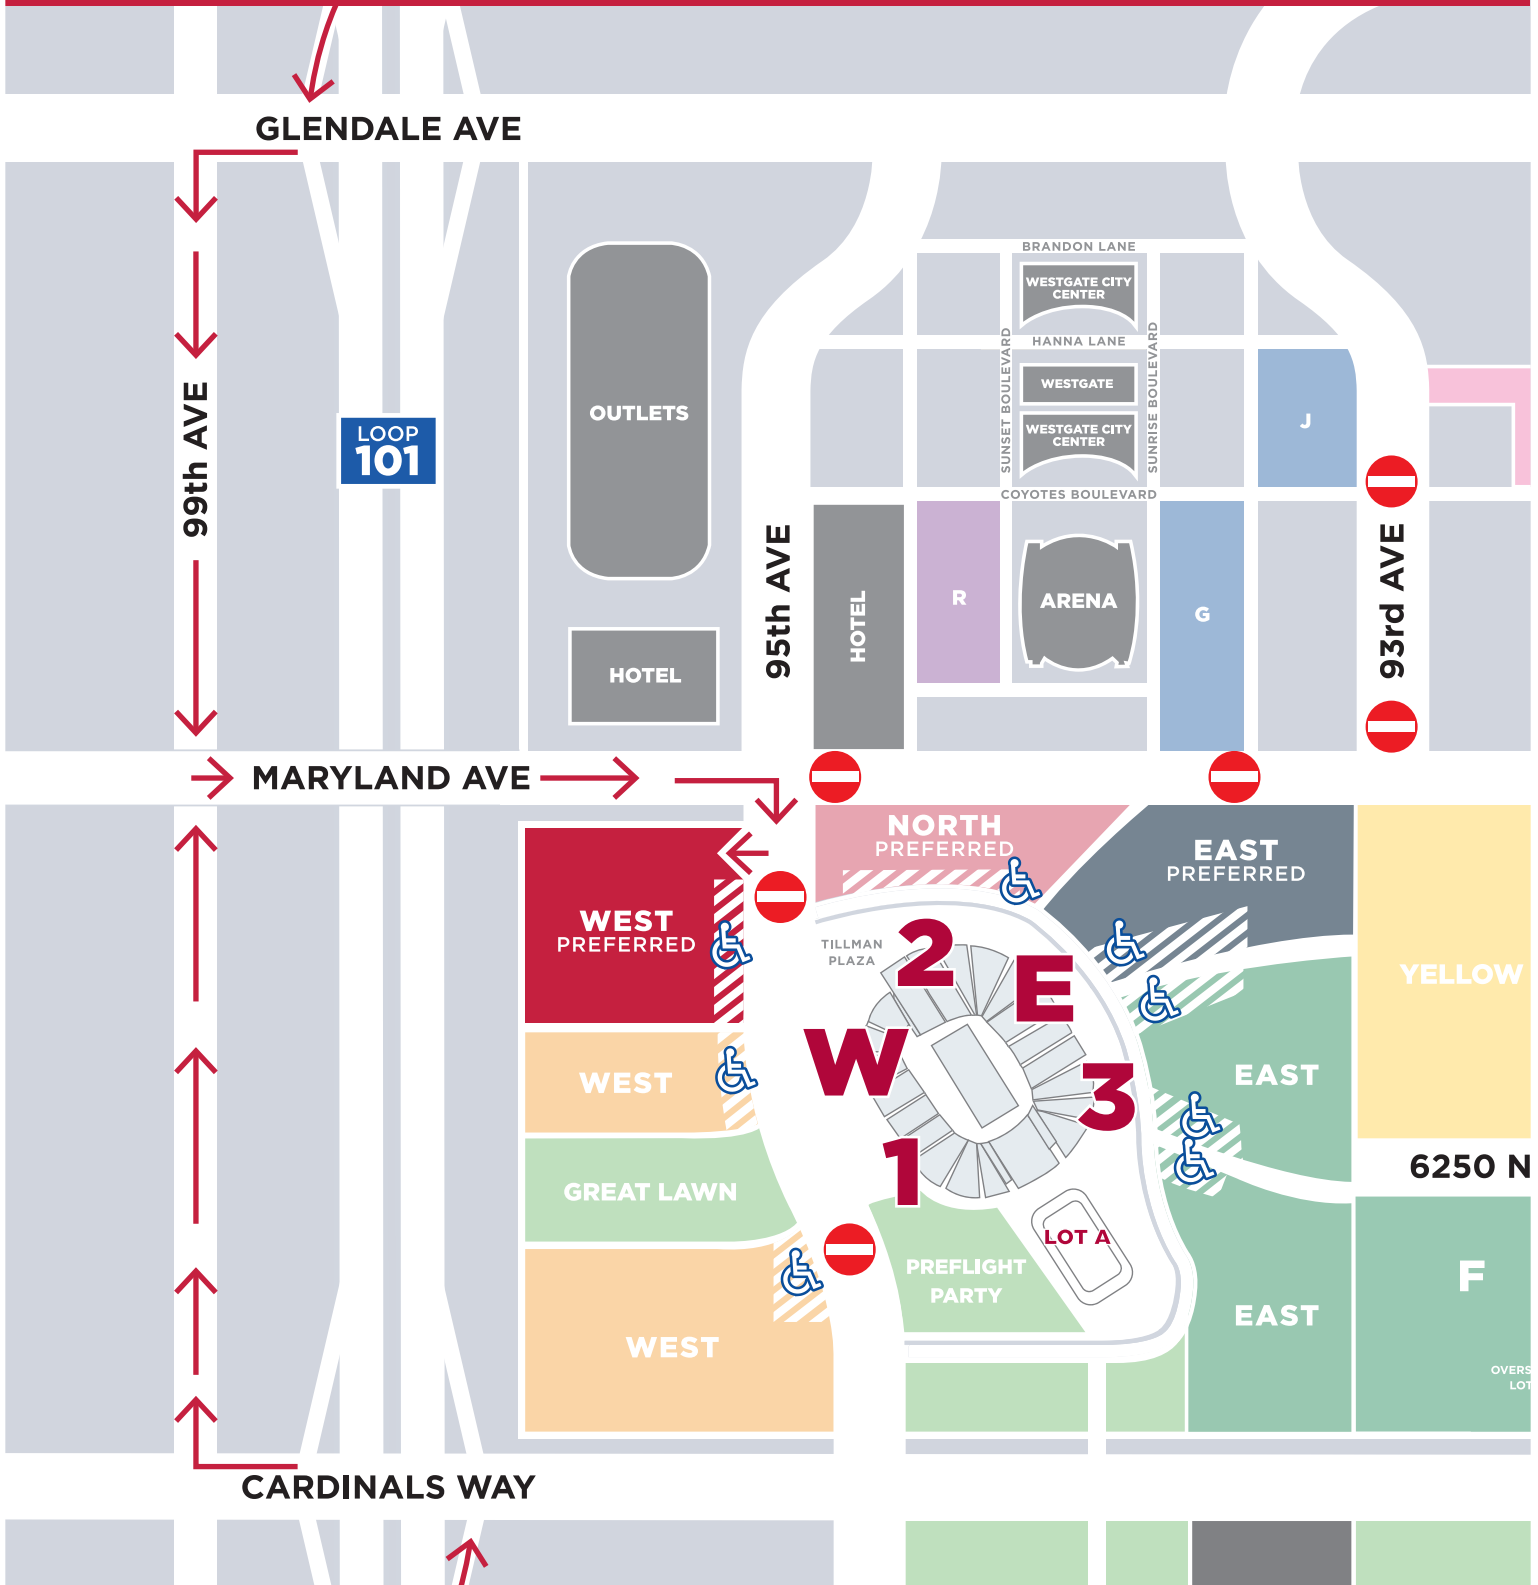 GLENDALE AVE
BRANDON LANE
WESTGATE CITY
CENTER
HANNA LANE
SUNSET BOULEVARD
SUNRISE BOULEVARD
WESTGATE
WESTGATE CITY
CENTER
OUTLETS
LOOP
101
99th AVE
J
COYOTES BOULEVARD
95th AVE
HOTEL
R
ARENA
G
93rd AVE
HOTEL
MARYLAND AVE
NORTH
PREFERRED
EAST
PREFERRED
WEST
PREFERRED
TILLMAN
PLAZA
2
E
YELLOW
W
3
WEST
EAST
1
6250 N
GREAT LAWN
LOT A
PREFLIGHT
PARTY
F
EAST
WEST
OVERS
LOT
CARDINALS WAY